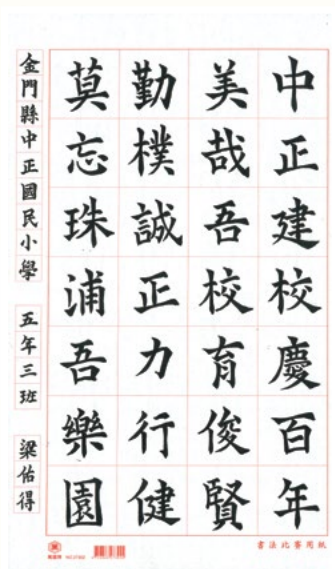 中正建校慶百年
美哉吾校育俊賢
勤樸誠正力行健
莫忘珠浦吾樂園
金門縣中正國民小學 五年三班 梁佑得
書法比賽用紙